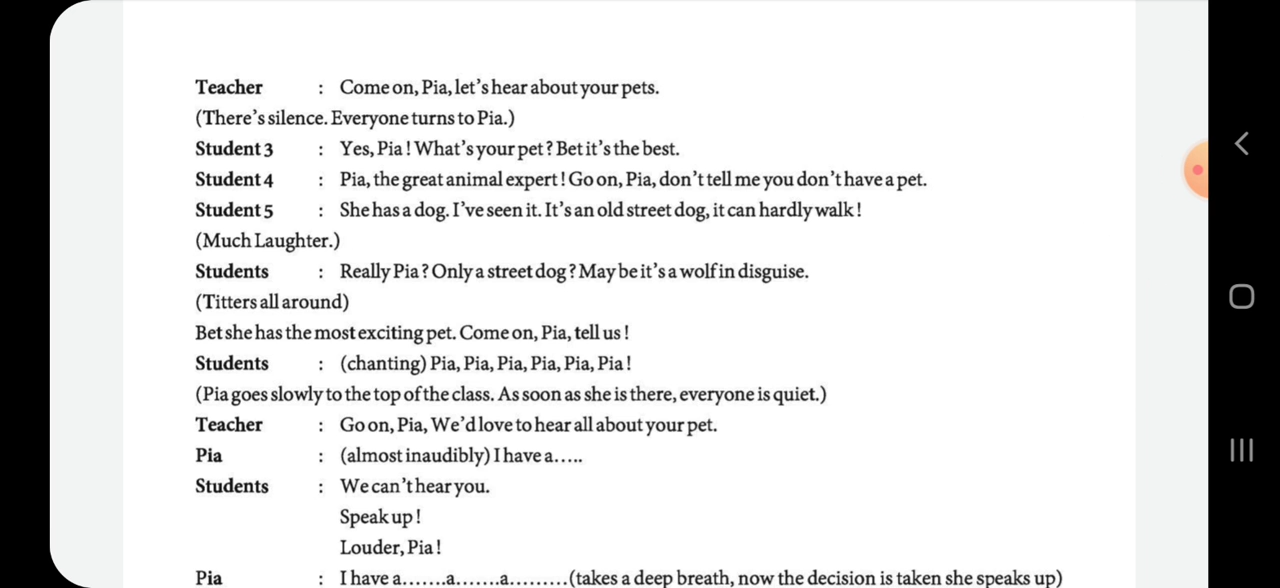 Teacher : Come on, Pia, let's hear about your pets.
(There's silence. Everyone turns to Pia.)
Student 3 : Yes, Pia ! What's your pet ? Bet it's the best.
Student 4 : Pia, the great animal expert ! Go on, Pia, don't tell me you don't have a pet.
Student 5 : She has a dog. I've seen it. It's an old street dog, it can hardly walk !
(Much Laughter.)
Students : Really Pia ? Only a street dog ? May be it's a wolf in disguise.
(Titters all around)
Bet she has the most exciting pet. Come on, Pia, tell us !
Students : (chanting) Pia, Pia, Pia, Pia, Pia, Pia !
(Pia goes slowly to the top of the class. As soon as she is there, everyone is quiet.)
Teacher : Go on, Pia, We'd love to hear all about your pet.
Pia : (almost inaudibly) I have a.....
Students : We can't hear you.
Speak up !
Louder, Pia !
Pia : I have a.......a.......a.........(takes a deep breath, now the decision is taken she speaks up)